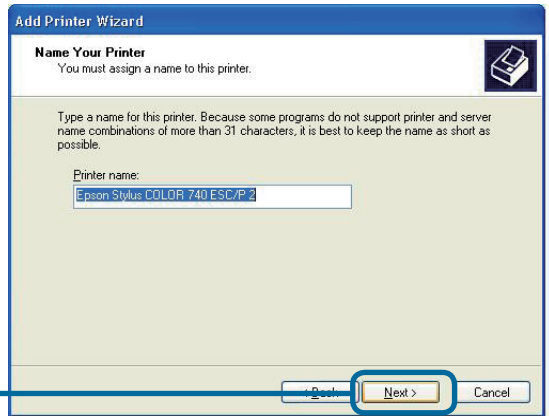 Add Printer Wizard
Name Your Printer
You must assign a name to this printer.
Type a name for this printer. Because some programs do not support printer and server
name combinations of more than 31 characters, it is best to keep the name as short as
possible.
Printer name:
Epson Stylus COLOR 740 ESC/P 2
< Back
Next >
Cancel